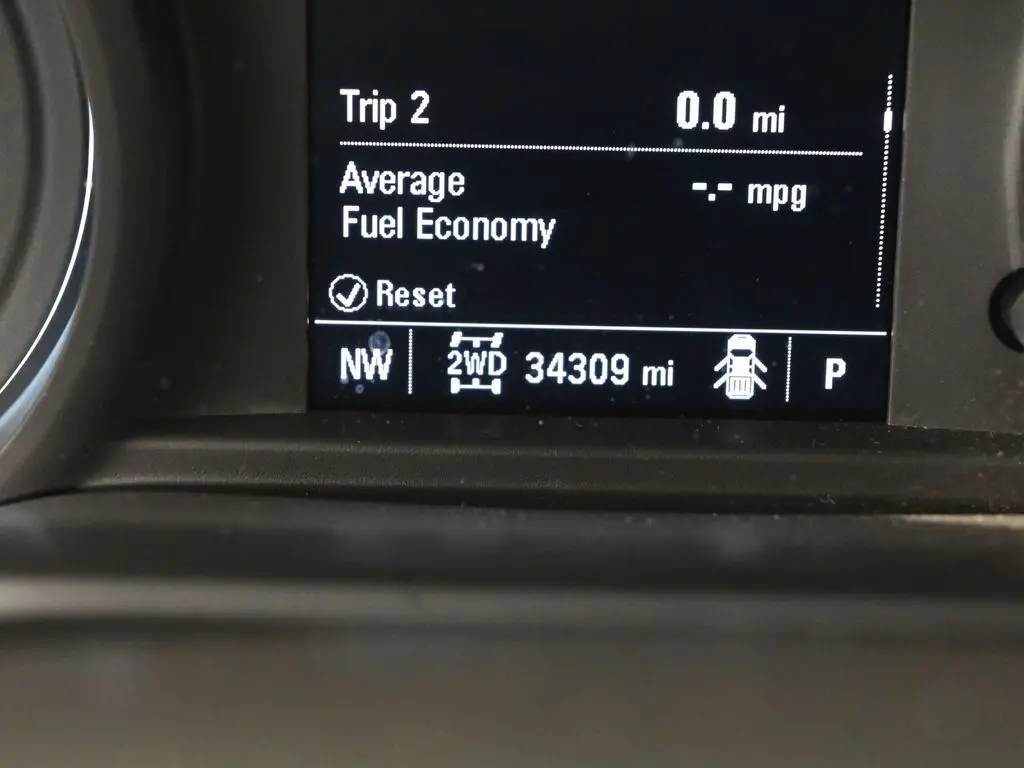 Trip 2 0.0 mi
Average -.- mpg
Fuel Economy
Reset
NW 2WD 34309 mi P